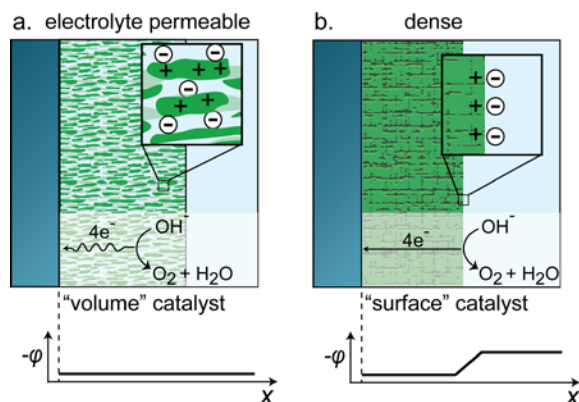 a. electrolyte permeable
+ + +
+ +
4e⁻
OH⁻
O₂ + H₂O
"volume" catalyst
-φ
x
b. dense
+ −
+ −
+ −
4e⁻
OH⁻
O₂ + H₂O
"surface" catalyst
-φ
x